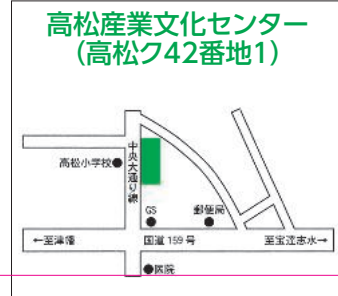 高松産業文化センター
(高松ク42番地1)
高松小学校
中央大通り線
GS
郵便局
←至津幡
国道159号
至宝達志水→
医院